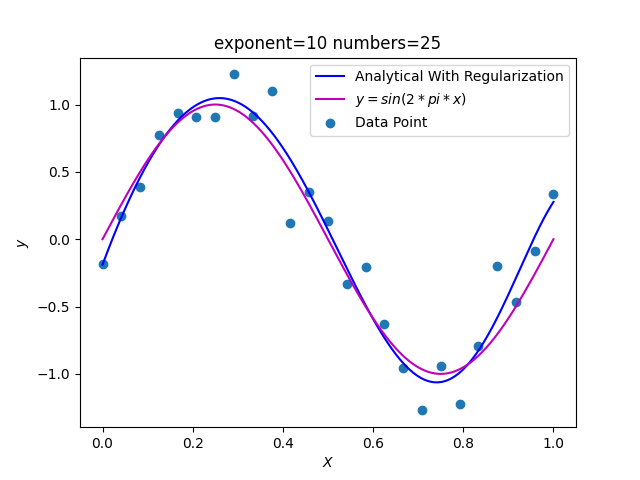 exponent=10 numbers=25
Analytical With Regularization
y = sin(2 * pi * x)
Data Point
1.0
0.5
0.0
−0.5
−1.0
y
0.0 0.2 0.4 0.6 0.8 1.0
X